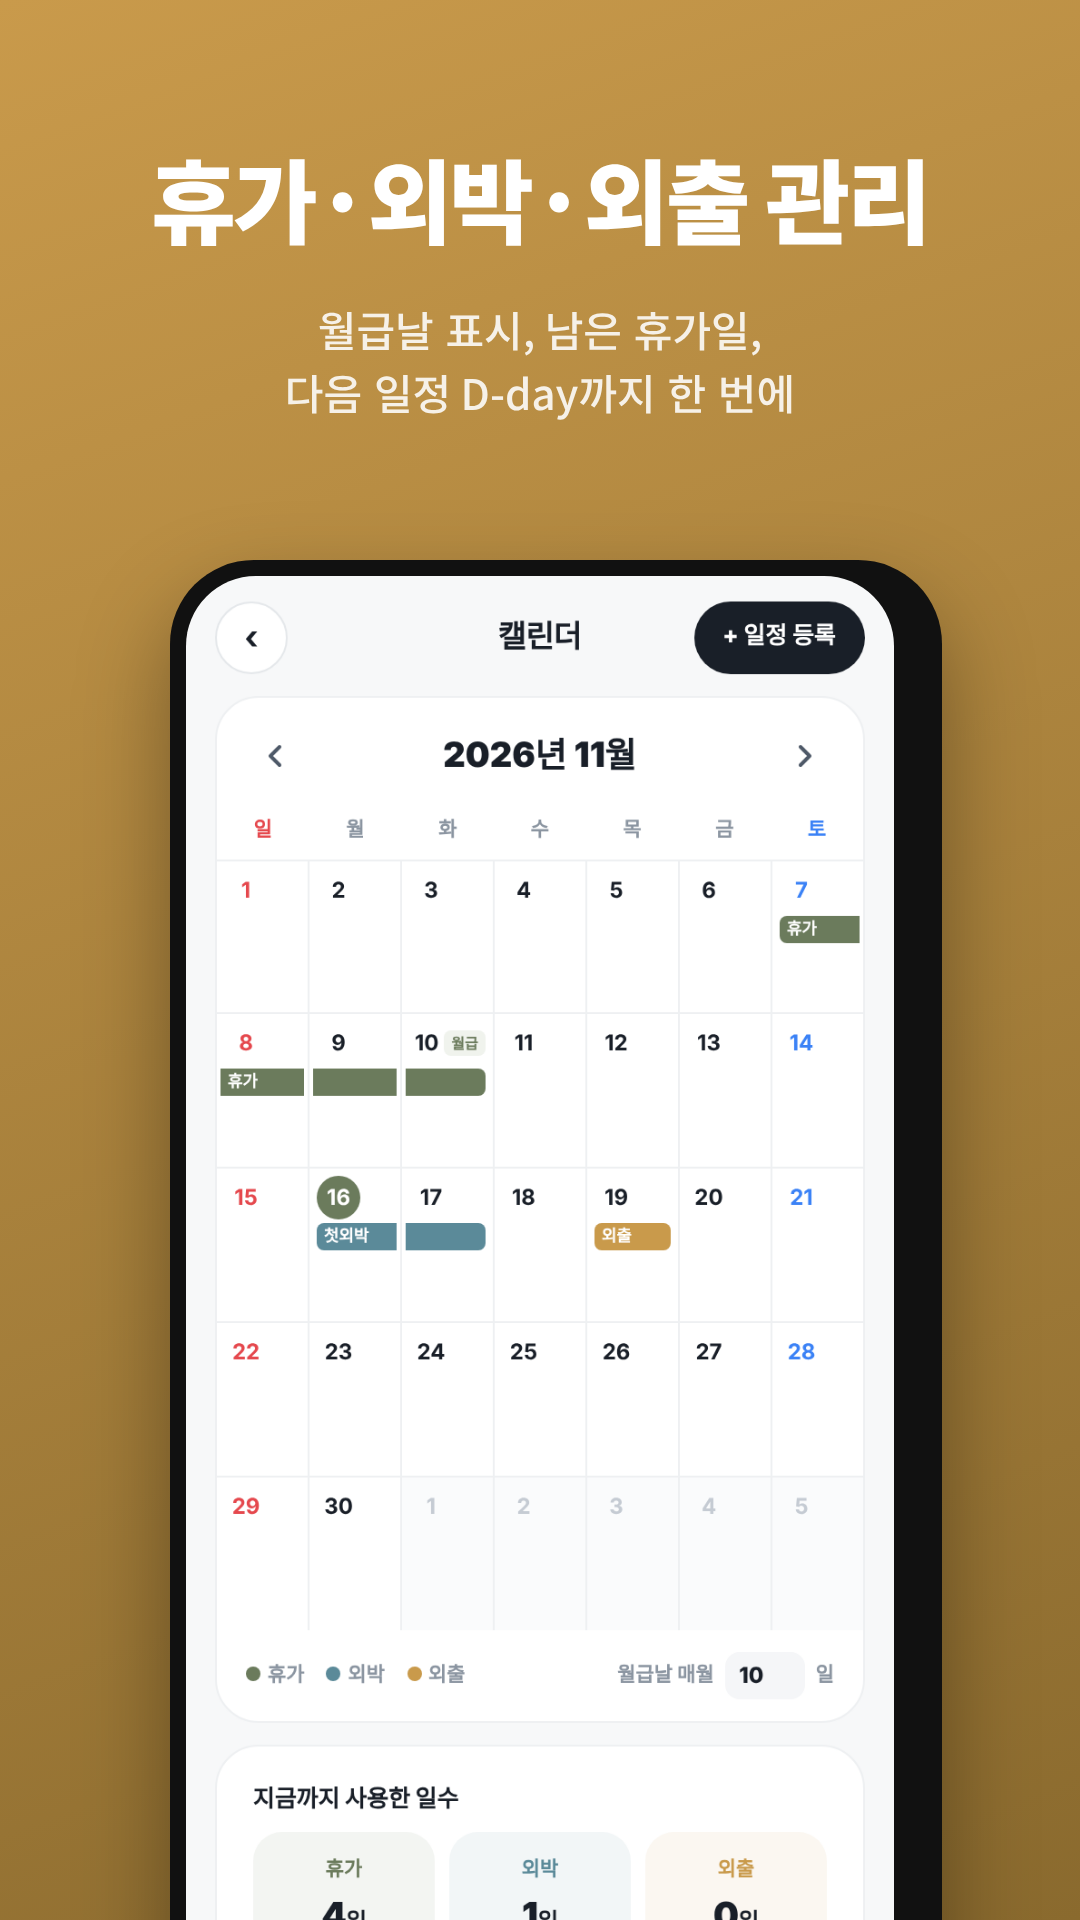 휴가·외박·외출 관리
월급날 표시, 남은 휴가일,
다음 일정 D-day까지 한 번에
‹ 캘린더 + 일정 등록
2026년 11월
일 월 화 수 목 금 토
1 2 3 4 5 6 7
휴가
8 9 10 월급 11 12 13 14
휴가
15 16 17 18 19 20 21
첫외박 외출
22 23 24 25 26 27 28
29 30 1 2 3 4 5
휴가 외박 외출 월급날 매월 10 일
지금까지 사용한 일수
휴가 외박 외출
4일 1일 0일